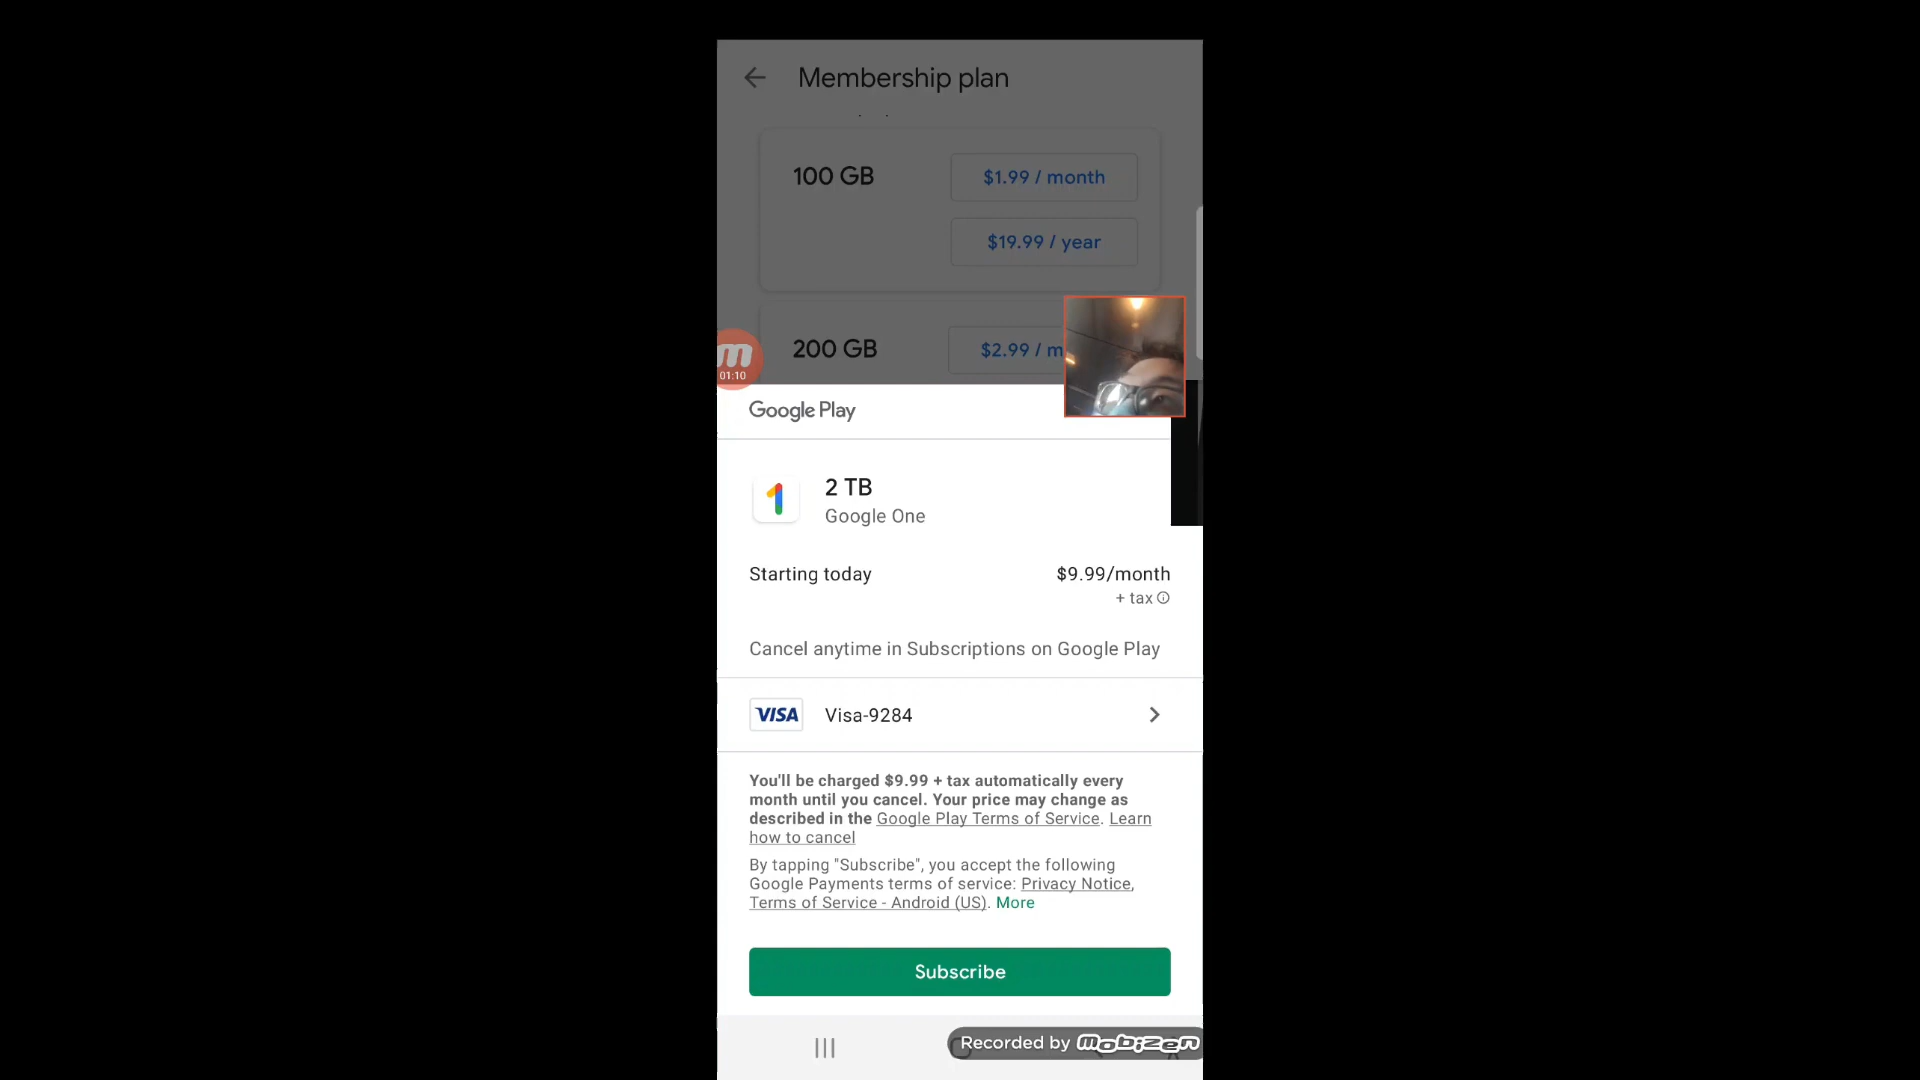 Membership plan
100 GB
$1.99 / month
$19.99 / year
200 GB
$2.99 / m
01:10
Google Play
2 TB
Google One
Starting today
$9.99/month
+ tax
Cancel anytime in Subscriptions on Google Play
VISA
Visa-9284
You'll be charged $9.99 + tax automatically every
month until you cancel. Your price may change as
described in the Google Play Terms of Service. Learn
how to cancel
By tapping "Subscribe", you accept the following
Google Payments terms of service: Privacy Notice,
Terms of Service - Android (US). More
Subscribe
Recorded by mobizen